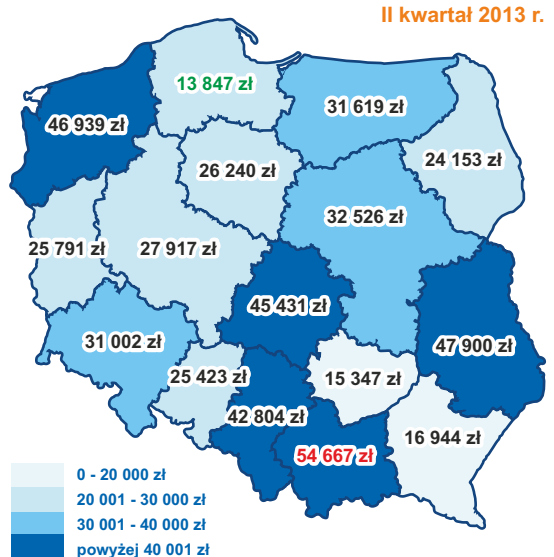 II kwartał 2013 r.
13 847 zł
31 619 zł
46 939 zł
24 153 zł
26 240 zł
32 526 zł
25 791 zł
27 917 zł
45 431 zł
31 002 zł
47 900 zł
25 423 zł
15 347 zł
42 804 zł
16 944 zł
54 667 zł
0 - 20 000 zł
20 001 - 30 000 zł
30 001 - 40 000 zł
powyżej 40 001 zł